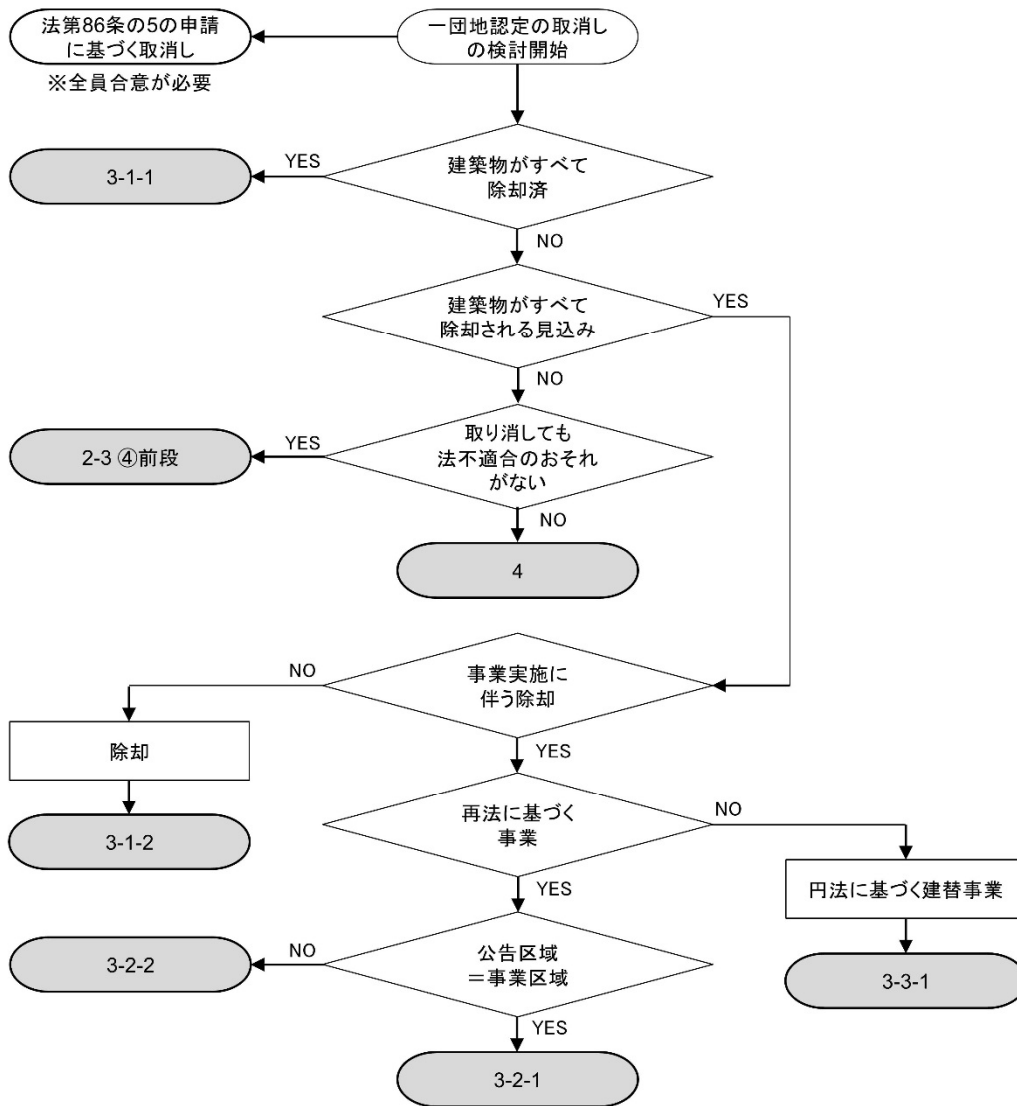 法第86条の5の申請
に基づく取消し
※全員合意が必要
一団地認定の取消し
の検討開始
建築物がすべて
除却済
YES
3-1-1
NO
建築物がすべて
除却される見込み
YES
NO
取り消しても
法不適合のおそれ
がない
YES
2-3 ④前段
NO
4
事業実施に
伴う除却
NO
除却
3-1-2
YES
再法に基づく
事業
NO
円法に基づく建替事業
3-3-1
YES
公告区域
＝事業区域
NO
3-2-2
YES
3-2-1